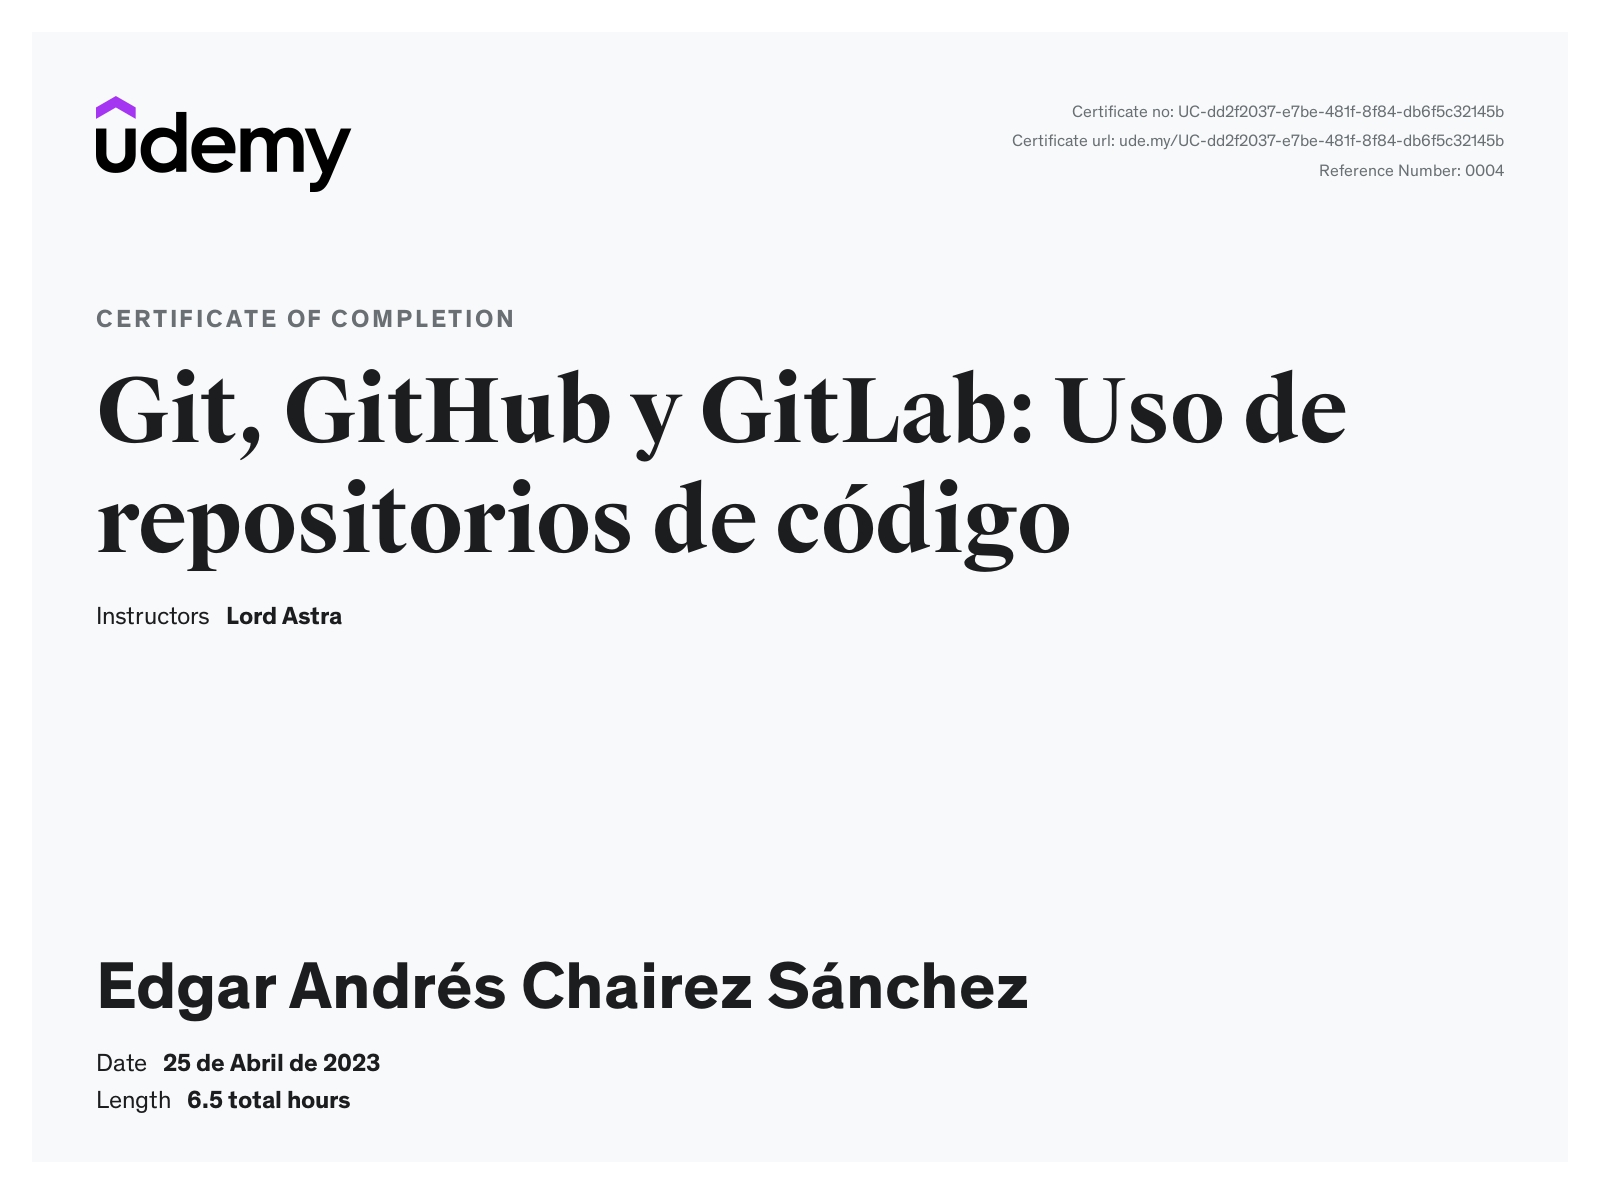 udemy
Certificate no: UC-dd2f2037-e7be-481f-8f84-db6f5c32145b
Certificate url: ude.my/UC-dd2f2037-e7be-481f-8f84-db6f5c32145b
Reference Number: 0004
CERTIFICATE OF COMPLETION
Git, GitHub y GitLab: Uso de
repositorios de código
Instructors Lord Astra
Edgar Andrés Chairez Sánchez
Date 25 de Abril de 2023
Length 6.5 total hours